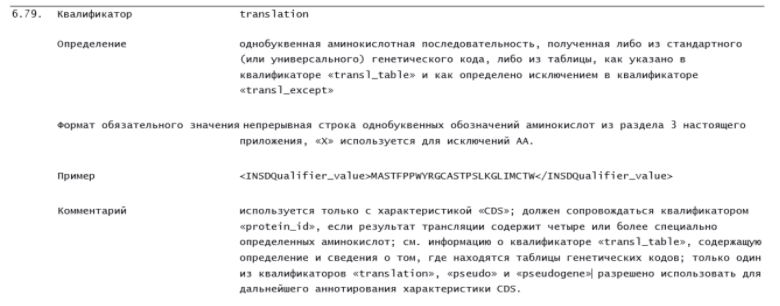 6.79. Квалификатор translation
Определение однобуквенная аминокислотная последовательность, полученная либо из стандартного
(или универсального) генетического кода, либо из таблицы, как указано в
квалификаторе «transl_table» и как определено исключением в квалификаторе
«transl_except»
Формат обязательного значения непрерывная строка однобуквенных обозначений аминокислот из раздела 3 настоящего
приложения, «X» используется для исключений AA.
Пример <INSDQualifier_value>MASTFPPWYRGCASTPSLKGLIMCTW</INSDQualifier_value>
Комментарий используется только с характеристикой «CDS»; должен сопровождаться квалификатором
«protein_id», если результат трансляции содержит четыре или более специально
определенных аминокислот; см. информацию о квалификаторе «transl_table», содержащую
определение и сведения о том, где находятся таблицы генетических кодов; только один
из квалификаторов «translation», «pseudo» и «pseudogene» разрешено использовать для
дальнейшего аннотирования характеристики CDS.